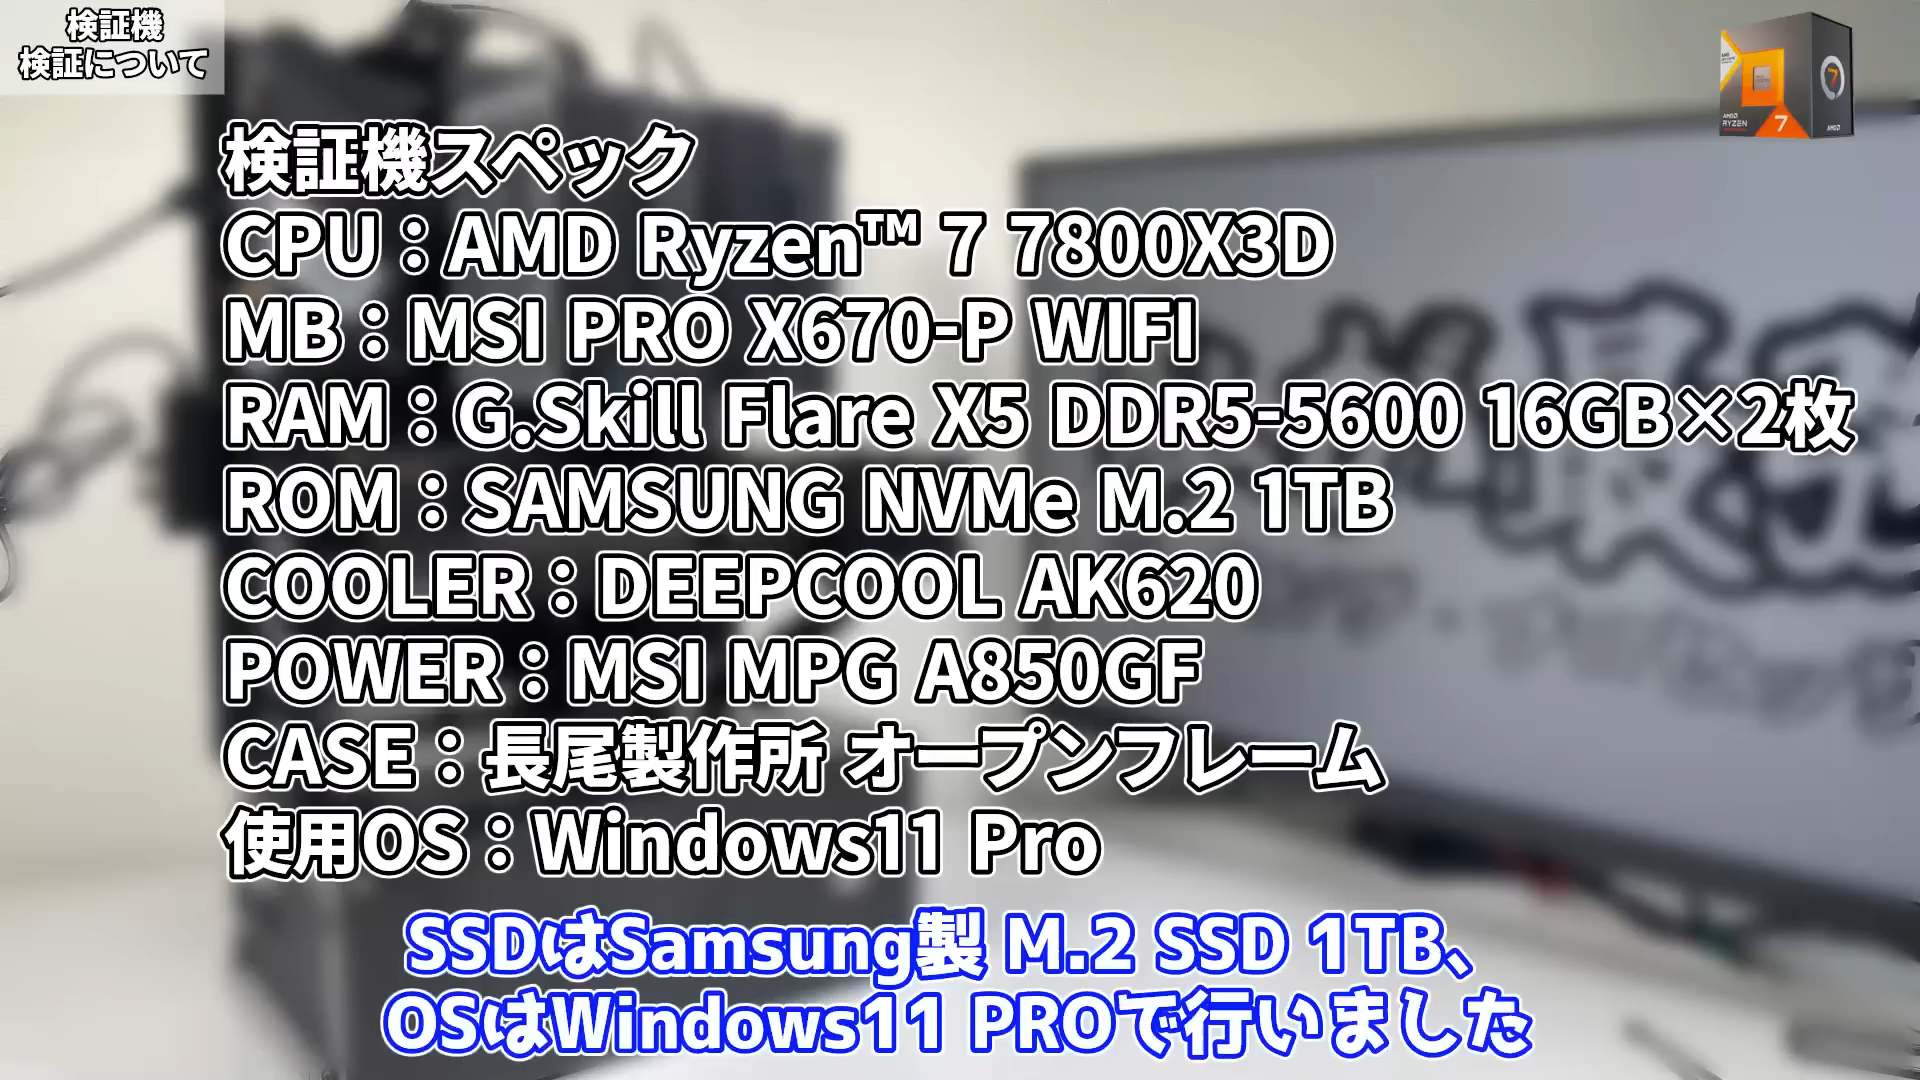 検証機
検証について
検証機スペック
CPU：AMD Ryzen™ 7 7800X3D
MB：MSI PRO X670-P WIFI
RAM：G.Skill Flare X5 DDR5-5600 16GB×2枚
ROM：SAMSUNG NVMe M.2 1TB
COOLER：DEEPCOOL AK620
POWER：MSI MPG A850GF
CASE：長尾製作所 オープンフレーム
使用OS：Windows11 Pro
SSDはSamsung製 M.2 SSD 1TB、
OSはWindows11 PROで行いました
AMD
RYZEN
7
7
AMD